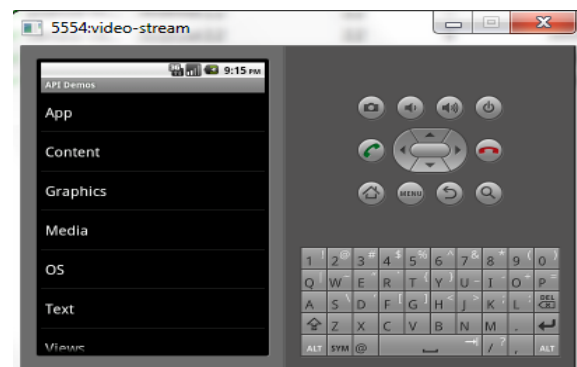 5554:video-stream
9:15 PM
API Demos
App
Content
Graphics
Media
OS
Text
Views
MENU
1 ! 2 @ 3 # 4 $ 5 % 6 ^ 7 & 8 * 9 ( 0 )
Q W E R T Y U I O P
A S D F G H J K L DEL
Z X C V B N M .
ALT SYM @ / ? , ALT